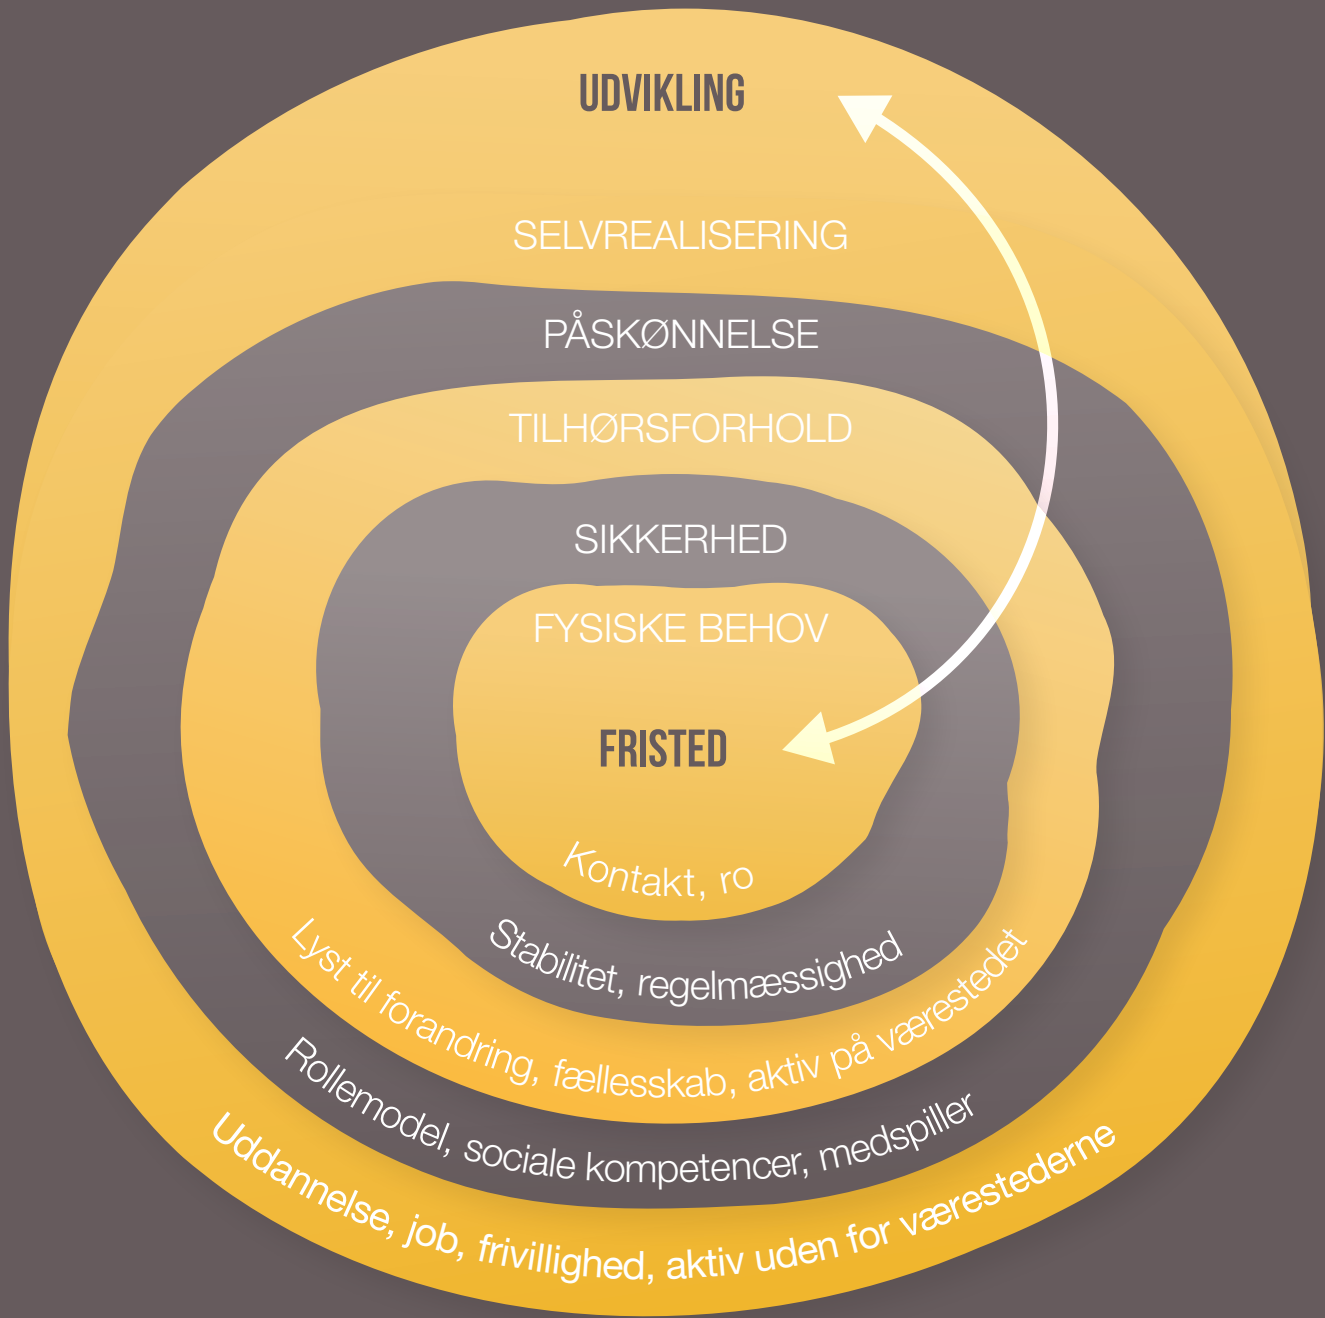 UDVIKLING
SELVREALISERING
PÅSKØNNELSE
TILHØRSFORHOLD
SIKKERHED
FYSISKE BEHOV
FRISTED
Kontakt, ro
Stabilitet, regelmæssighed
Lyst til forandring, fællesskab, aktiv på værestedet
Rollemodel, sociale kompetencer, medspiller
Uddannelse, job, frivillighed, aktiv uden for værestederne